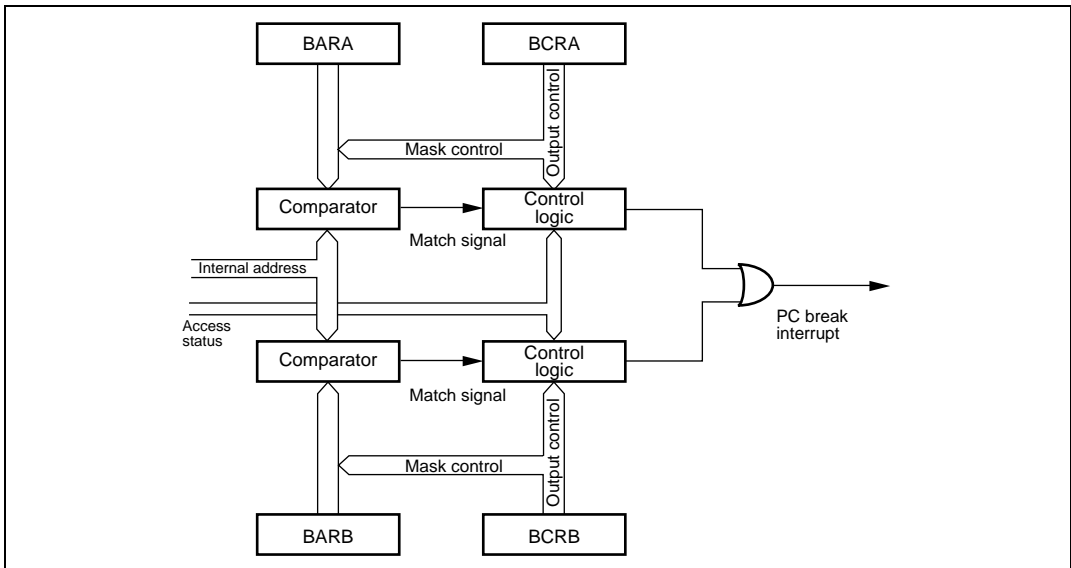 BARA
BCRA
Output control
Mask control
Comparator
Control
logic
Match signal
Internal address
Access
status
PC break
interrupt
Comparator
Control
logic
Match signal
Mask control
Output control
BARB
BCRB